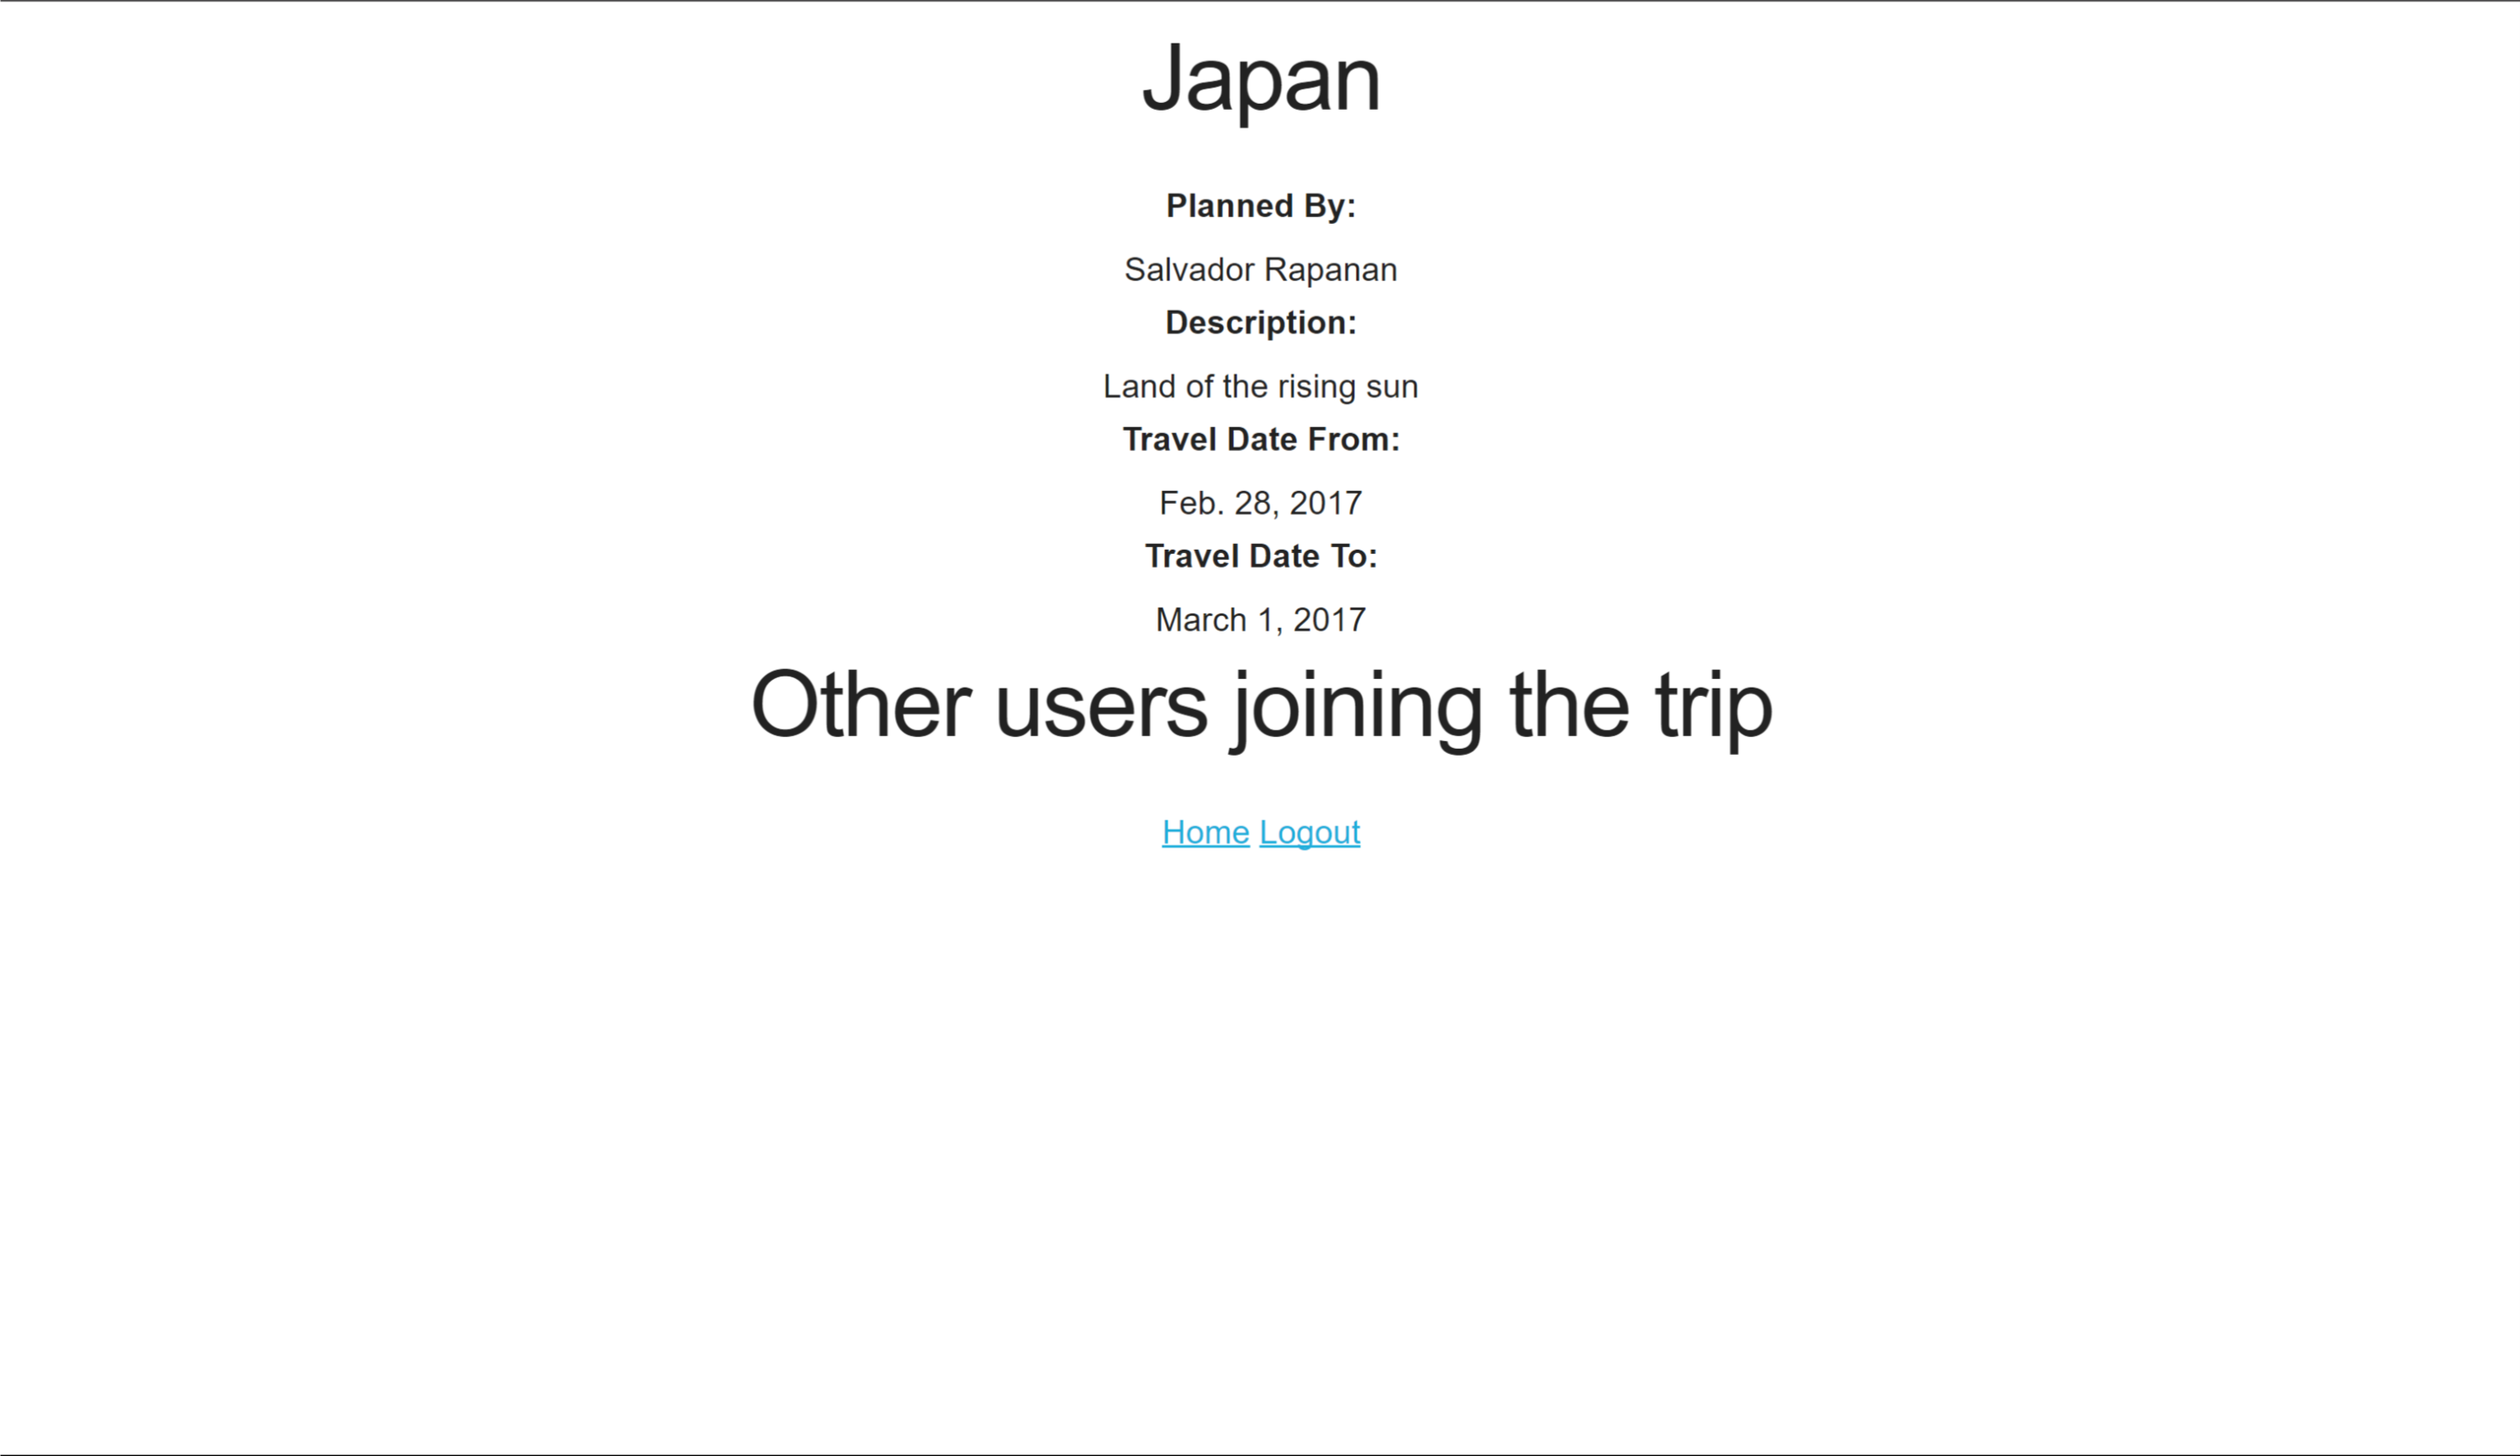 Japan
Planned By:
Salvador Rapanan
Description:
Land of the rising sun
Travel Date From:
Feb. 28, 2017
Travel Date To:
March 1, 2017
Other users joining the trip
Home Logout